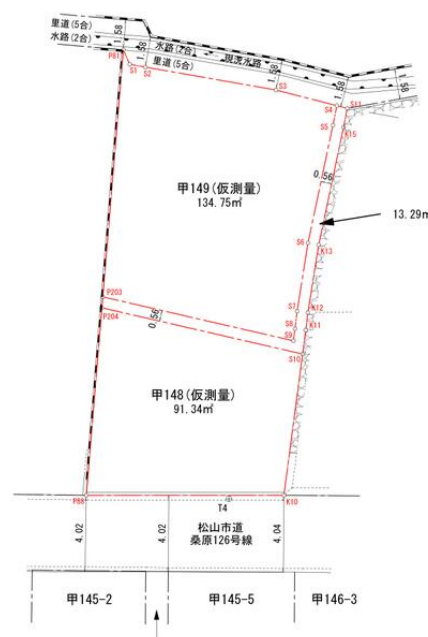 里道(5合)
水路(2合)
1.58
1.58
水路(2合)
里道(5合)
現況水路
1.58
1.58
1.58
P81
S1
S2
S3
S4
S11
S5
K15
0.56
甲149(仮測量)
134.75㎡
13.29m
S6
K13
P203
P204
0.56
S7
K12
S8
K11
S9
S10
甲148(仮測量)
91.34㎡
P88
T4
K10
4.02
4.02
松山市道
桑原126号線
4.04
甲145-2
甲145-5
甲146-3